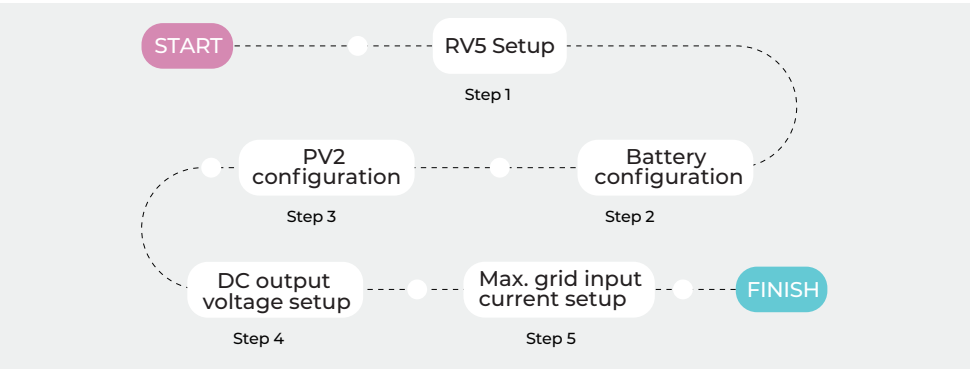 START
RV5 Setup
Step 1
PV2
configuration
Step 3
Battery
configuration
Step 2
DC output
voltage setup
Step 4
Max. grid input
current setup
Step 5
FINISH